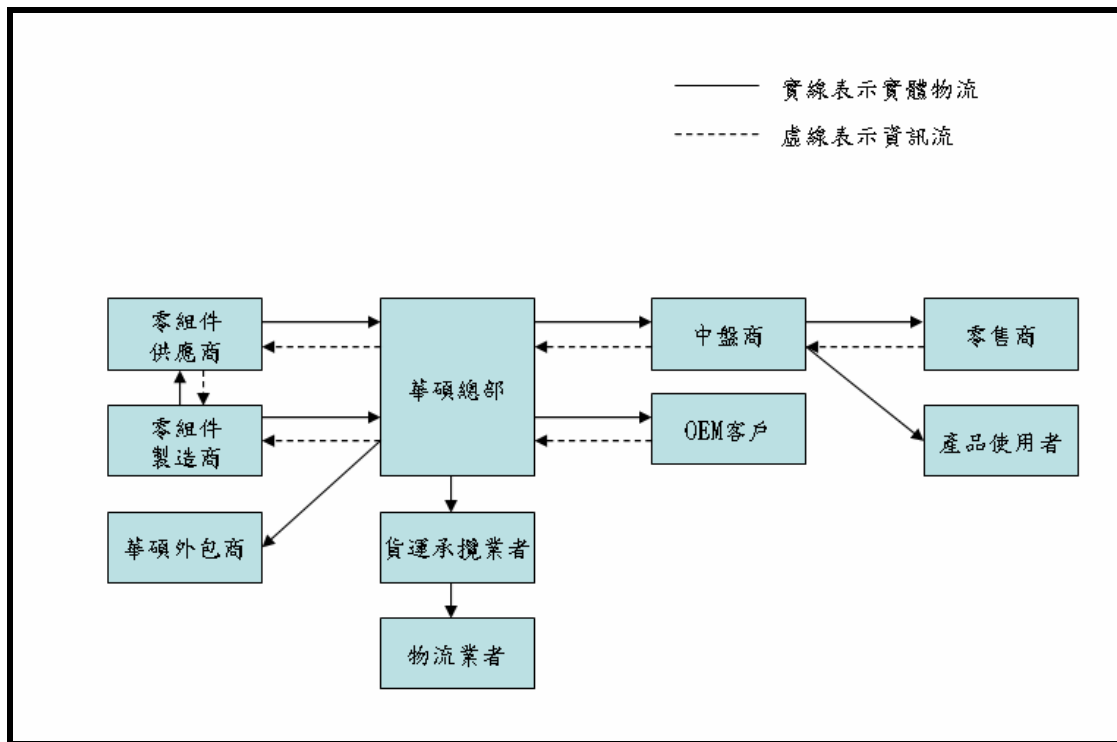 實線表示實體物流
虛線表示資訊流
零組件
供應商
華碩總部
中盤商
零售商
零組件
製造商
OEM客戶
產品使用者
華碩外包商
貨運承攬業者
物流業者